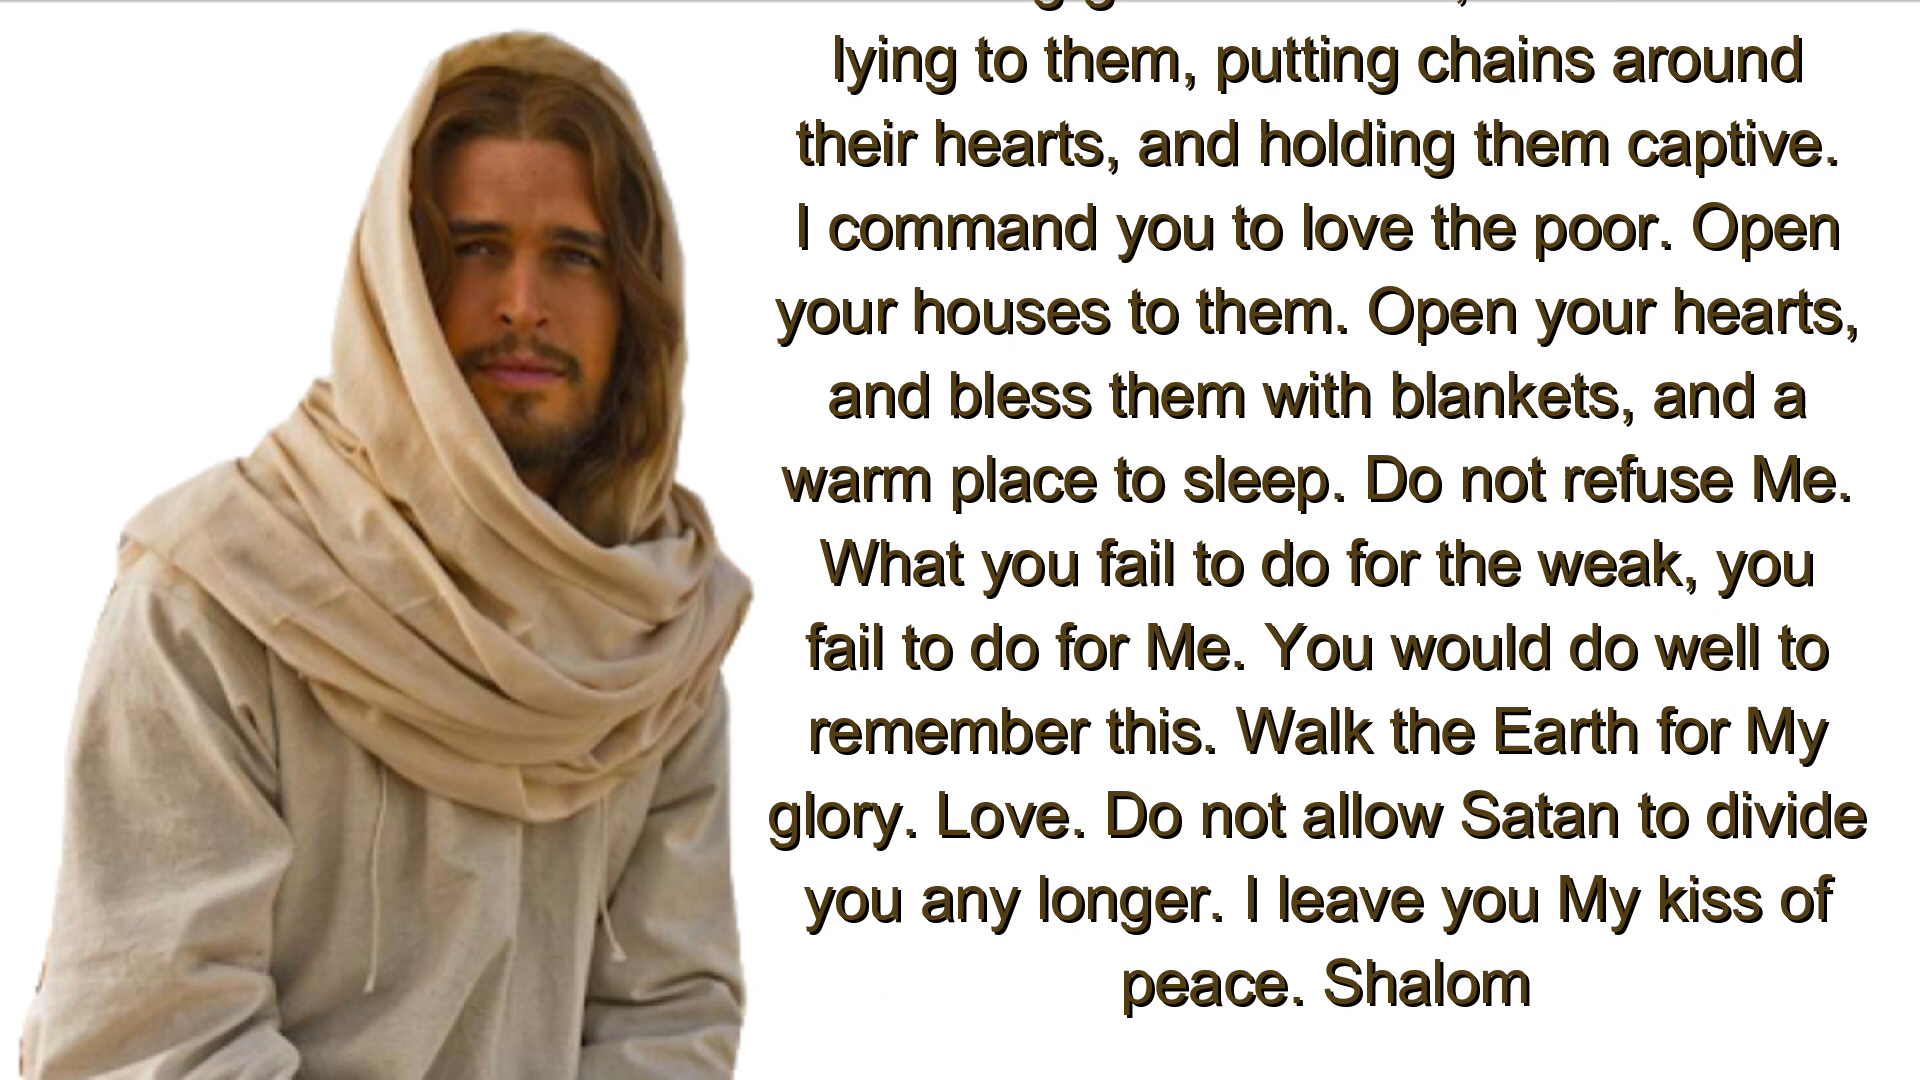 lying to them, putting chains around
their hearts, and holding them captive.
I command you to love the poor. Open
your houses to them. Open your hearts,
and bless them with blankets, and a
warm place to sleep. Do not refuse Me.
What you fail to do for the weak, you
fail to do for Me. You would do well to
remember this. Walk the Earth for My
glory. Love. Do not allow Satan to divide
you any longer. I leave you My kiss of
peace. Shalom